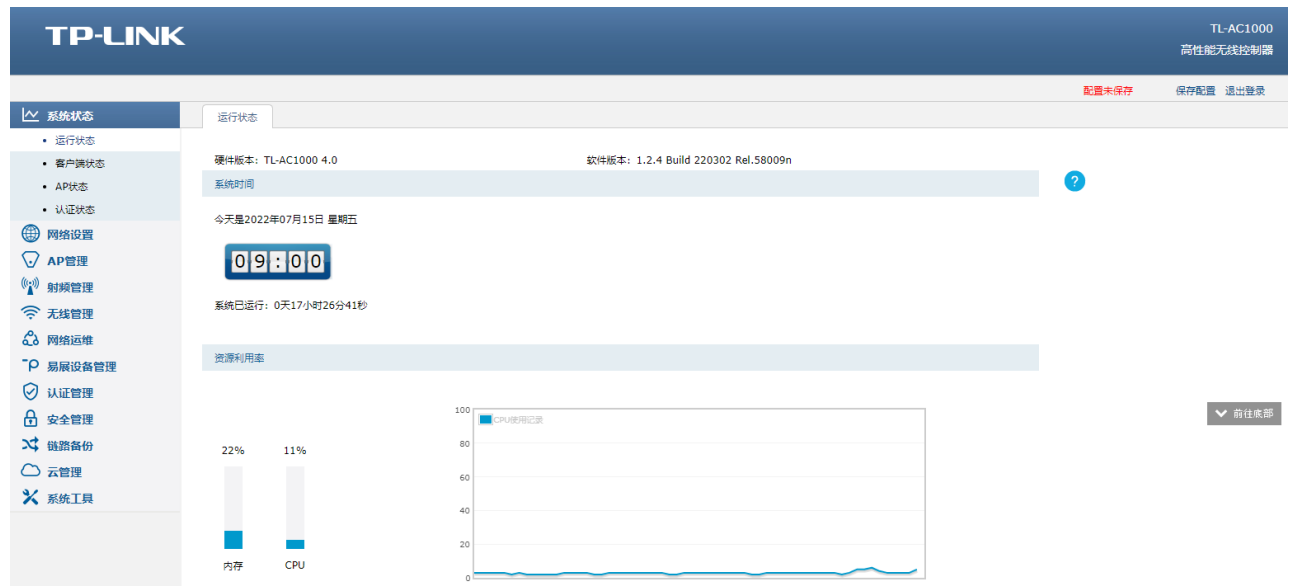 TP-LINK
TL-AC1000
高性能无线控制器
配置未保存 保存配置 退出登录
系统状态
运行状态
客户端状态
AP状态
认证状态
网络设置
AP管理
射频管理
无线管理
网络运维
易展设备管理
认证管理
安全管理
链路备份
云管理
系统工具
运行状态
硬件版本：TL-AC1000 4.0 软件版本：1.2.4 Build 220302 Rel.58009n
系统时间
?
今天是2022年07月15日 星期五
09:00
系统已运行：0天17小时26分41秒
资源利用率
22% 11%
内存 CPU
100
80
60
40
20
0
CPU使用记录
前往底部